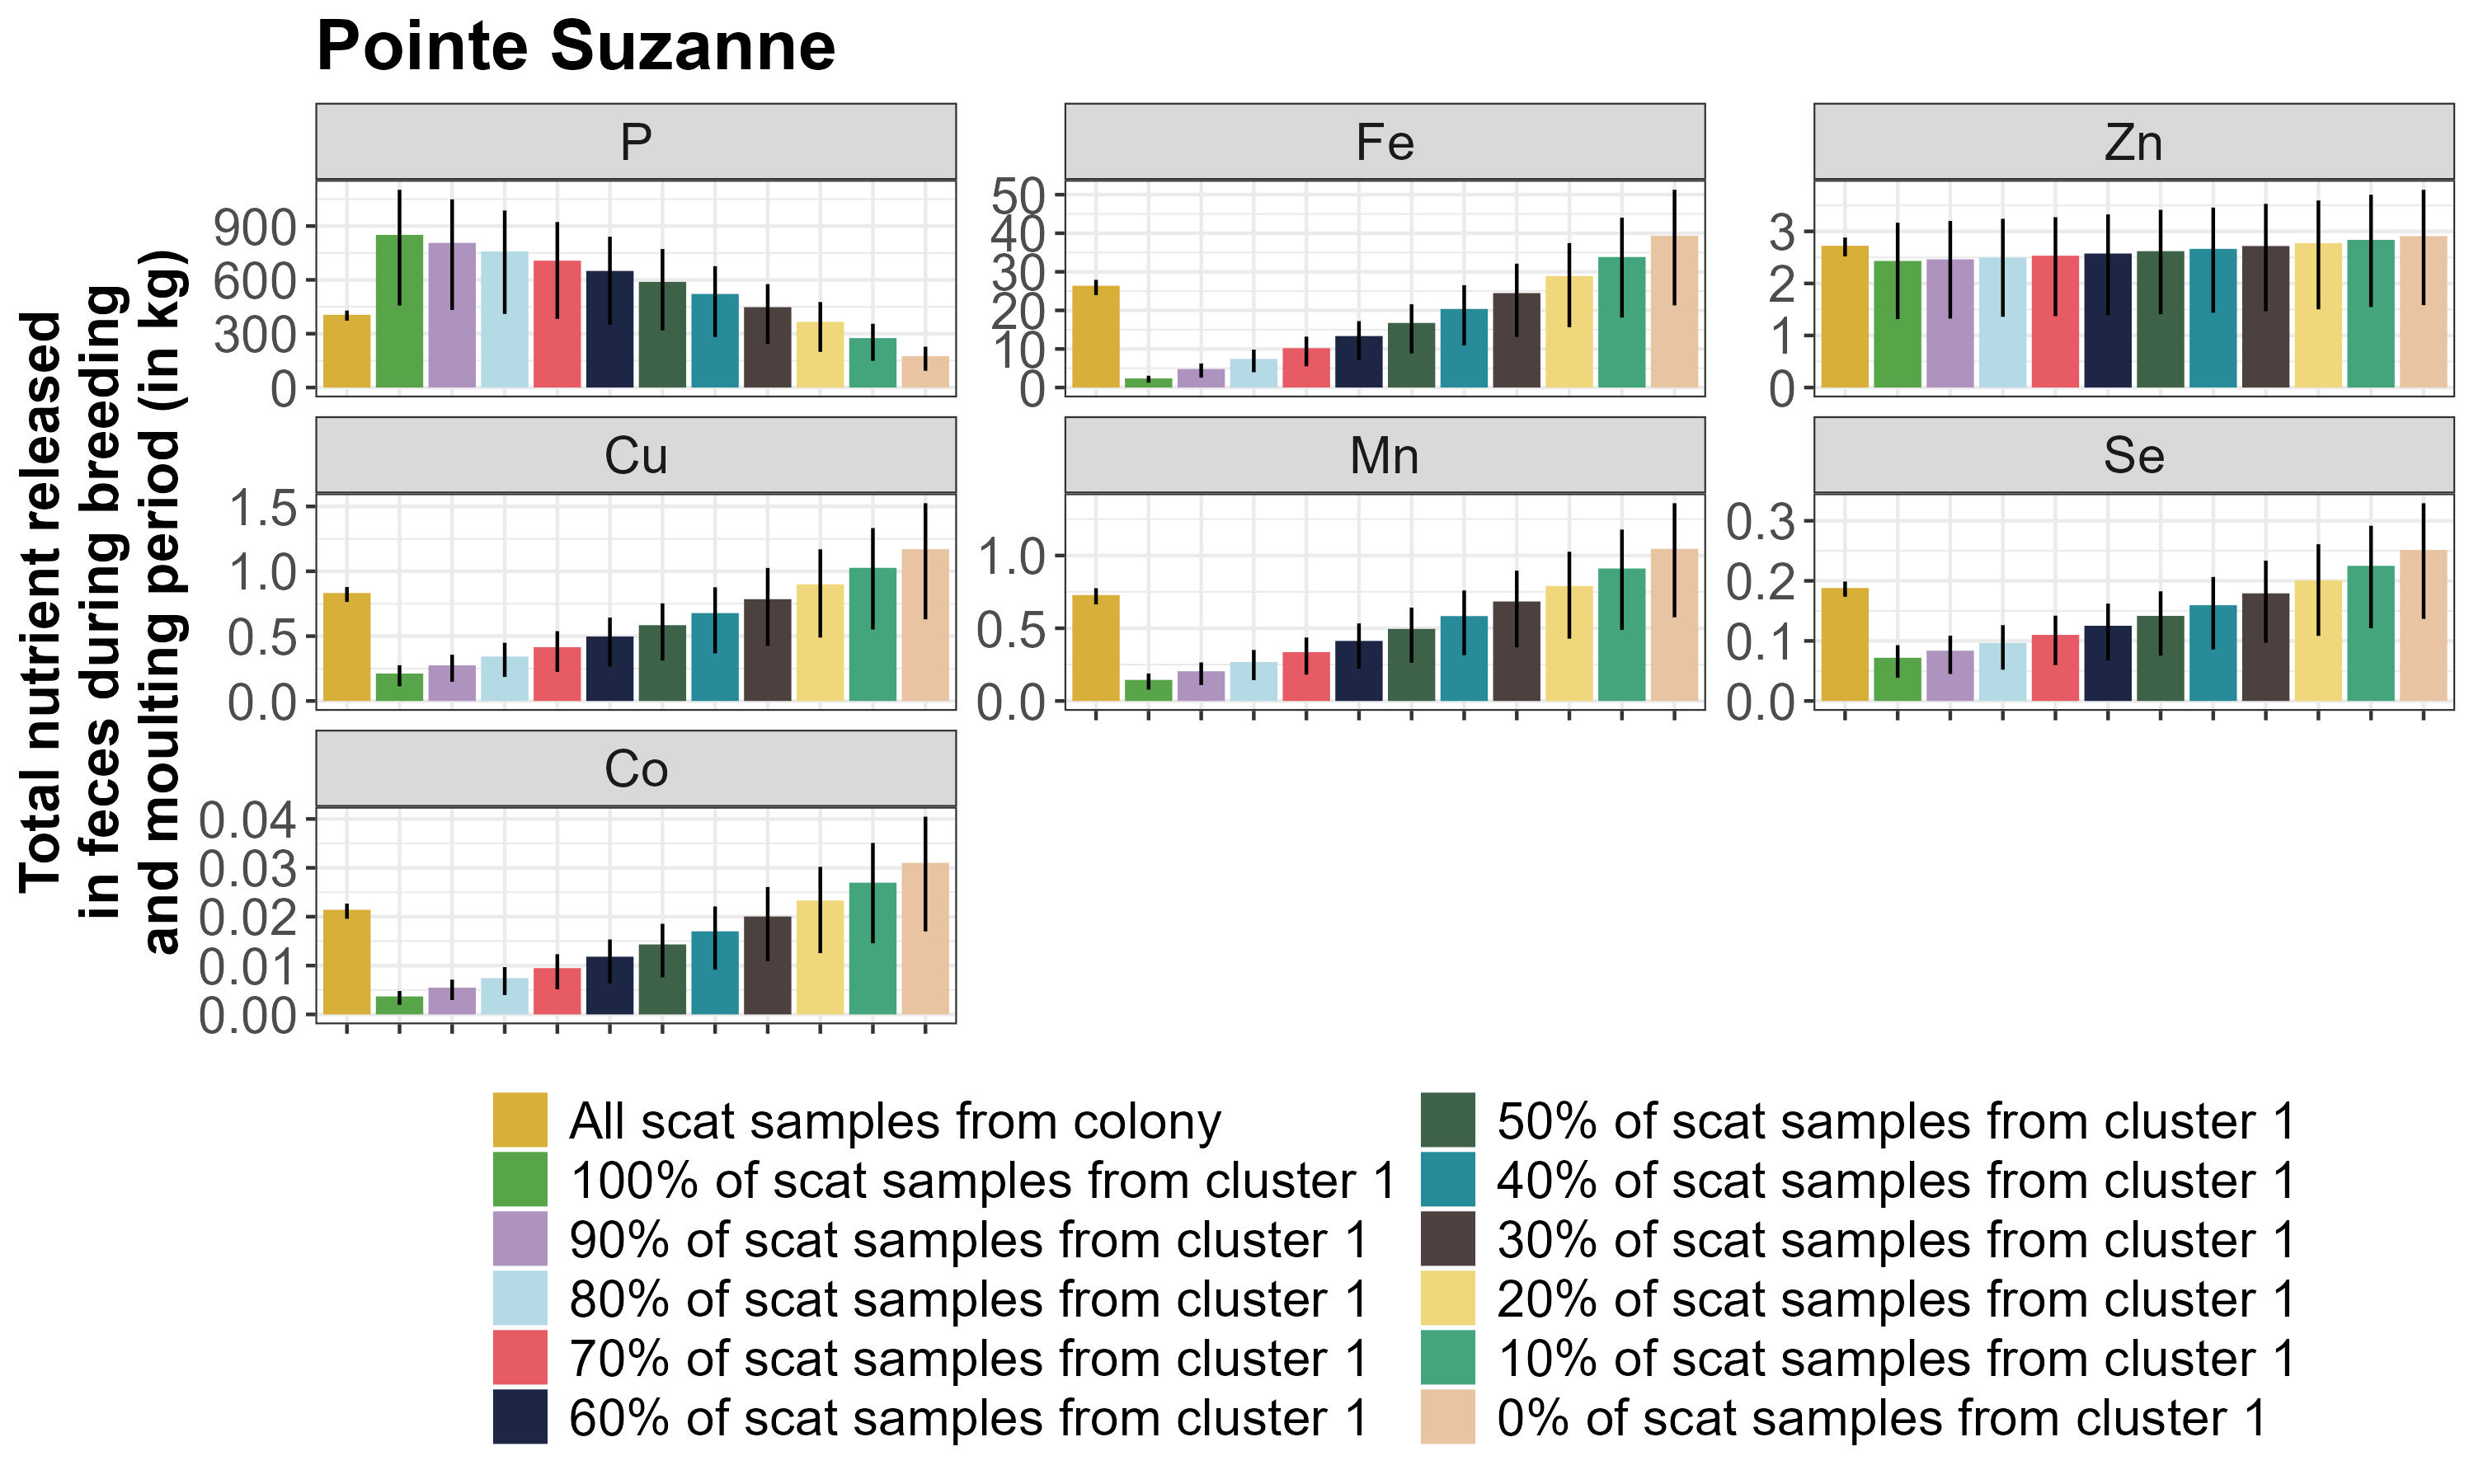 Pointe Suzanne
Total nutrient released
in feces during breeding
and moulting period (in kg)
P
900
600
300
0
Fe
50
40
30
20
10
0
Zn
3
2
1
0
Cu
1.5
1.0
0.5
0.0
Mn
1.0
0.5
0.0
Se
0.3
0.2
0.1
0.0
Co
0.04
0.03
0.02
0.01
0.00
All scat samples from colony
100% of scat samples from cluster 1
90% of scat samples from cluster 1
80% of scat samples from cluster 1
70% of scat samples from cluster 1
60% of scat samples from cluster 1
50% of scat samples from cluster 1
40% of scat samples from cluster 1
30% of scat samples from cluster 1
20% of scat samples from cluster 1
10% of scat samples from cluster 1
0% of scat samples from cluster 1